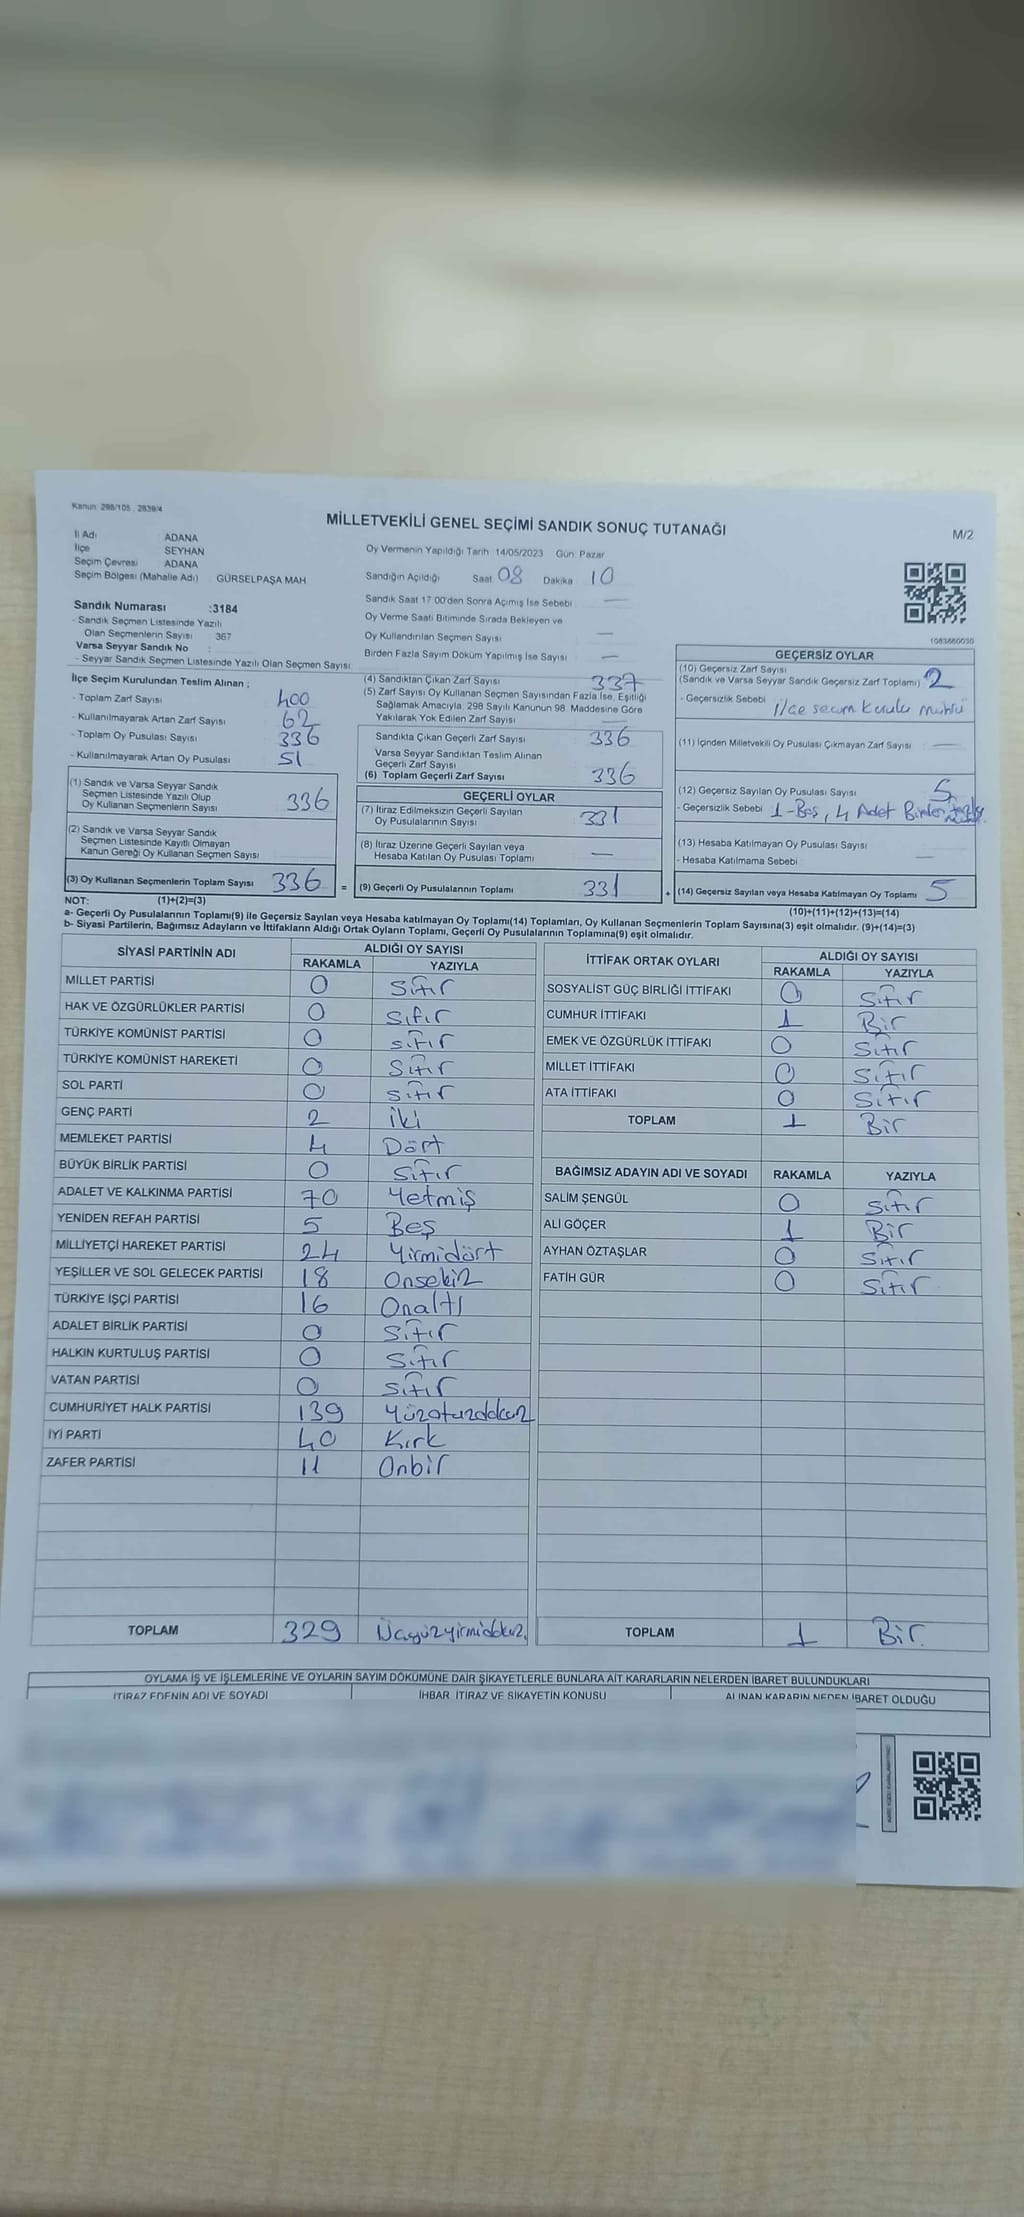 Kanun: 298/105 , 2839/4
MİLLETVEKİLİ GENEL SEÇİMİ SANDIK SONUÇ TUTANAĞI
M/2
İl Adı ADANA
İlçe SEYHAN
Seçim Çevresi ADANA
Seçim Bölgesi (Mahalle Adı) GÜRSELPAŞA MAH
Oy Vermenin Yapıldığı Tarih :14/05/2023 Gün: Pazar
Sandığın Açıldığı Saat 08 Dakika 10
Sandık Saat 17:00'den Sonra Açımış İse Sebebi —
Oy Verme Saati Bitiminde Sırada Bekleyen ve
Oy Kullandırılan Seçmen Sayısı —
Birden Fazla Sayım Döküm Yapılmış İse Sayısı —
1083660030
Sandık Numarası :3184
- Sandık Seçmen Listesinde Yazılı
Olan Seçmenlerin Sayısı : 367
Varsa Seyyar Sandık No :
- Seyyar Sandık Seçmen Listesinde Yazılı Olan Seçmen Sayısı:
İlçe Seçim Kurulundan Teslim Alınan :
- Toplam Zarf Sayısı 400
- Kullanılmayarak Artan Zarf Sayısı 62
- Toplam Oy Pusulası Sayısı 336
- Kullanılmayarak Artan Oy Pusulası 51
(1) Sandık ve Varsa Seyyar Sandık
Seçmen Listesinde Yazılı Olup
Oy Kullanan Seçmenlerin Sayısı 336
(2) Sandık ve Varsa Seyyar Sandık
Seçmen Listesinde Kayıtlı Olmayan
Kanun Gereği Oy Kullanan Seçmen Sayısı
(3) Oy Kullanan Seçmenlerin Toplam Sayısı 336 =
(4) Sandıktan Çıkan Zarf Sayısı 337
(5) Zarf Sayısı Oy Kullanan Seçmen Sayısından Fazla İse, Eşitliği
Sağlamak Amacıyla, 298 Sayılı Kanunun 98. Maddesine Göre
Yakılarak Yok Edilen Zarf Sayısı —
Sandıkta Çıkan Geçerli Zarf Sayısı 336
Varsa Seyyar Sandıktan Teslim Alınan
Geçerli Zarf Sayısı
(6) Toplam Geçerli Zarf Sayısı 336
GEÇERLİ OYLAR
(7) İtiraz Edilmeksizin Geçerli Sayılan
Oy Pusulalarının Sayısı 331
(8) İtiraz Üzerine Geçerli Sayılan veya
Hesaba Katılan Oy Pusulası Toplamı —
(9) Geçerli Oy Pusulalarının Toplamı 331 +
GEÇERSİZ OYLAR
(10) Geçersiz Zarf Sayısı
(Sandık ve Varsa Seyyar Sandık Geçersiz Zarf Toplamı) 2
- Geçersizlik Sebebi ilçe seçim kurulu mührü
(11) İçinden Milletvekili Oy Pusulası Çıkmayan Zarf Sayısı —
(12) Geçersiz Sayılan Oy Pusulası Sayısı 5
- Geçersizlik Sebebi 1-Boş, 4 Adet Birden
(13) Hesaba Katılmayan Oy Pusulası Sayısı
- Hesaba Katılmama Sebebi —
(14) Geçersiz Sayılan veya Hesaba Katılmayan Oy Toplamı 5
NOT: (1)+(2)=(3) (10)+(11)+(12)+(13)=(14)
a- Geçerli Oy Pusulalarının Toplamı(9) ile Geçersiz Sayılan veya Hesaba katılmayan Oy Toplamı(14) Toplamları, Oy Kullanan Seçmenlerin Toplam Sayısına(3) eşit olmalıdır. (9)+(14)=(3)
b- Siyasi Partilerin, Bağımsız Adayların ve İttifakların Aldığı Ortak Oyların Toplamı, Geçerli Oy Pusulalarının Toplamına(9) eşit olmalıdır.
SİYASİ PARTİNİN ADI ALDIĞI OY SAYISI
RAKAMLA YAZIYLA
MİLLET PARTİSİ 0 Sıfır
HAK VE ÖZGÜRLÜKLER PARTİSİ 0 Sıfır
TÜRKİYE KOMÜNİST PARTİSİ 0 Sıfır
TÜRKİYE KOMÜNİST HAREKETİ 0 Sıfır
SOL PARTİ 0 Sıfır
GENÇ PARTİ 2 İki
MEMLEKET PARTİSİ 4 Dört
BÜYÜK BİRLİK PARTİSİ 0 Sıfır
ADALET VE KALKINMA PARTİSİ 70 Yetmiş
YENİDEN REFAH PARTİSİ 5 Beş
MİLLİYETÇİ HAREKET PARTİSİ 24 Yirmidört
YEŞİLLER VE SOL GELECEK PARTİSİ 18 Onsekiz
TÜRKİYE İŞÇİ PARTİSİ 16 Onaltı
ADALET BİRLİK PARTİSİ 0 Sıfır
HALKIN KURTULUŞ PARTİSİ 0 Sıfır
VATAN PARTİSİ 0 Sıfır
CUMHURİYET HALK PARTİSİ 139 Yüzotuzdokuz
İYİ PARTİ 40 Kırk
ZAFER PARTİSİ 11 Onbir
TOPLAM 329 Üçyüzyirmidokuz
İTTİFAK ORTAK OYLARI ALDIĞI OY SAYISI
RAKAMLA YAZIYLA
SOSYALİST GÜÇ BİRLİĞİ İTTİFAKI 0 Sıfır
CUMHUR İTTİFAKI 1 Bir
EMEK VE ÖZGÜRLÜK İTTİFAKI 0 Sıfır
MİLLET İTTİFAKI 0 Sıfır
ATA İTTİFAKI 0 Sıfır
TOPLAM 1 Bir
BAĞIMSIZ ADAYIN ADI VE SOYADI RAKAMLA YAZIYLA
SALİM ŞENGÜL 0 Sıfır
ALİ GÖÇER 1 Bir
AYHAN ÖZTAŞLAR 0 Sıfır
FATİH GÜR 0 Sıfır
TOPLAM 1 Bir.
OYLAMA İŞ VE İŞLEMLERİNE VE OYLARIN SAYIM DÖKÜMÜNE DAİR ŞİKAYETLERLE BUNLARA AİT KARARLARIN NELERDEN İBARET BULUNDUKLARI
İTİRAZ EDENİN ADI VE SOYADI İHBAR, İTİRAZ VE ŞİKAYETİN KONUSU ALINAN KARARIN NEDEN İBARET OLDUĞU